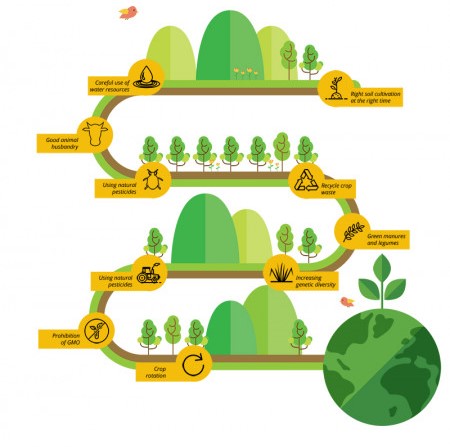 Careful use of
water resources
Right soil cultivation
at the right time
Good animal
husbandry
Using natural
pesticides
Recycle crop
waste
Green manures
and legumes
Using natural
pesticides
Increasing
genetic diversity
Prohibition
of GMO
Crop
rotation